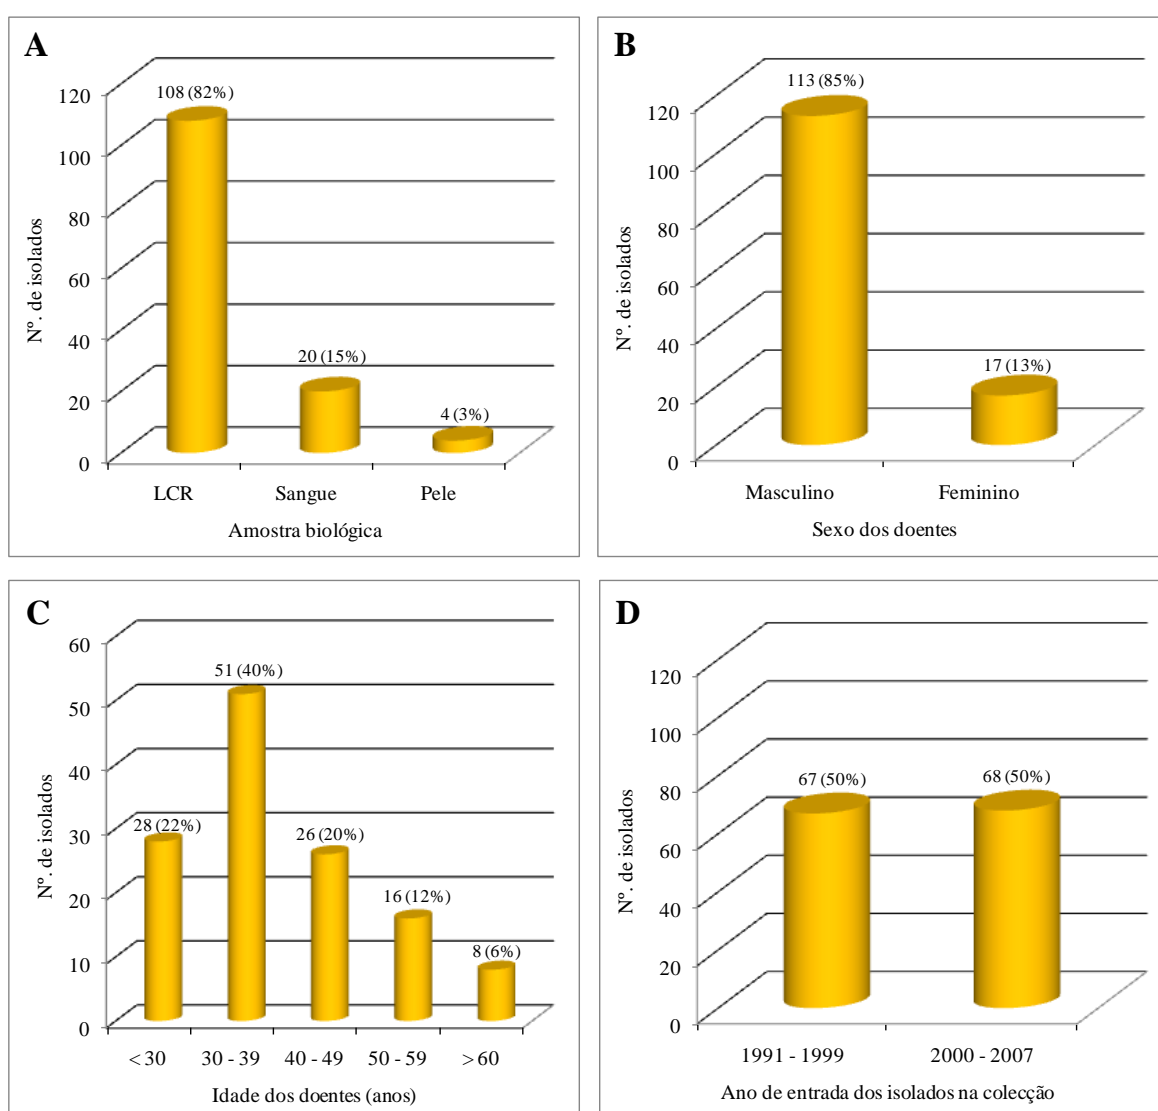 A
Nº. de isolados
120
100
80
60
40
20
0
108 (82%)
20 (15%)
4 (3%)
LCR
Sangue
Pele
Amostra biológica
B
Nº. de isolados
120
100
80
60
40
20
0
113 (85%)
17 (13%)
Masculino
Feminino
Sexo dos doentes
C
Nº. de isolados
60
50
40
30
20
10
0
28 (22%)
51 (40%)
26 (20%)
16 (12%)
8 (6%)
< 30
30 - 39
40 - 49
50 - 59
> 60
Idade dos doentes (anos)
D
Nº. de isolados
120
100
80
60
40
20
0
67 (50%)
68 (50%)
1991 - 1999
2000 - 2007
Ano de entrada dos isolados na colecção